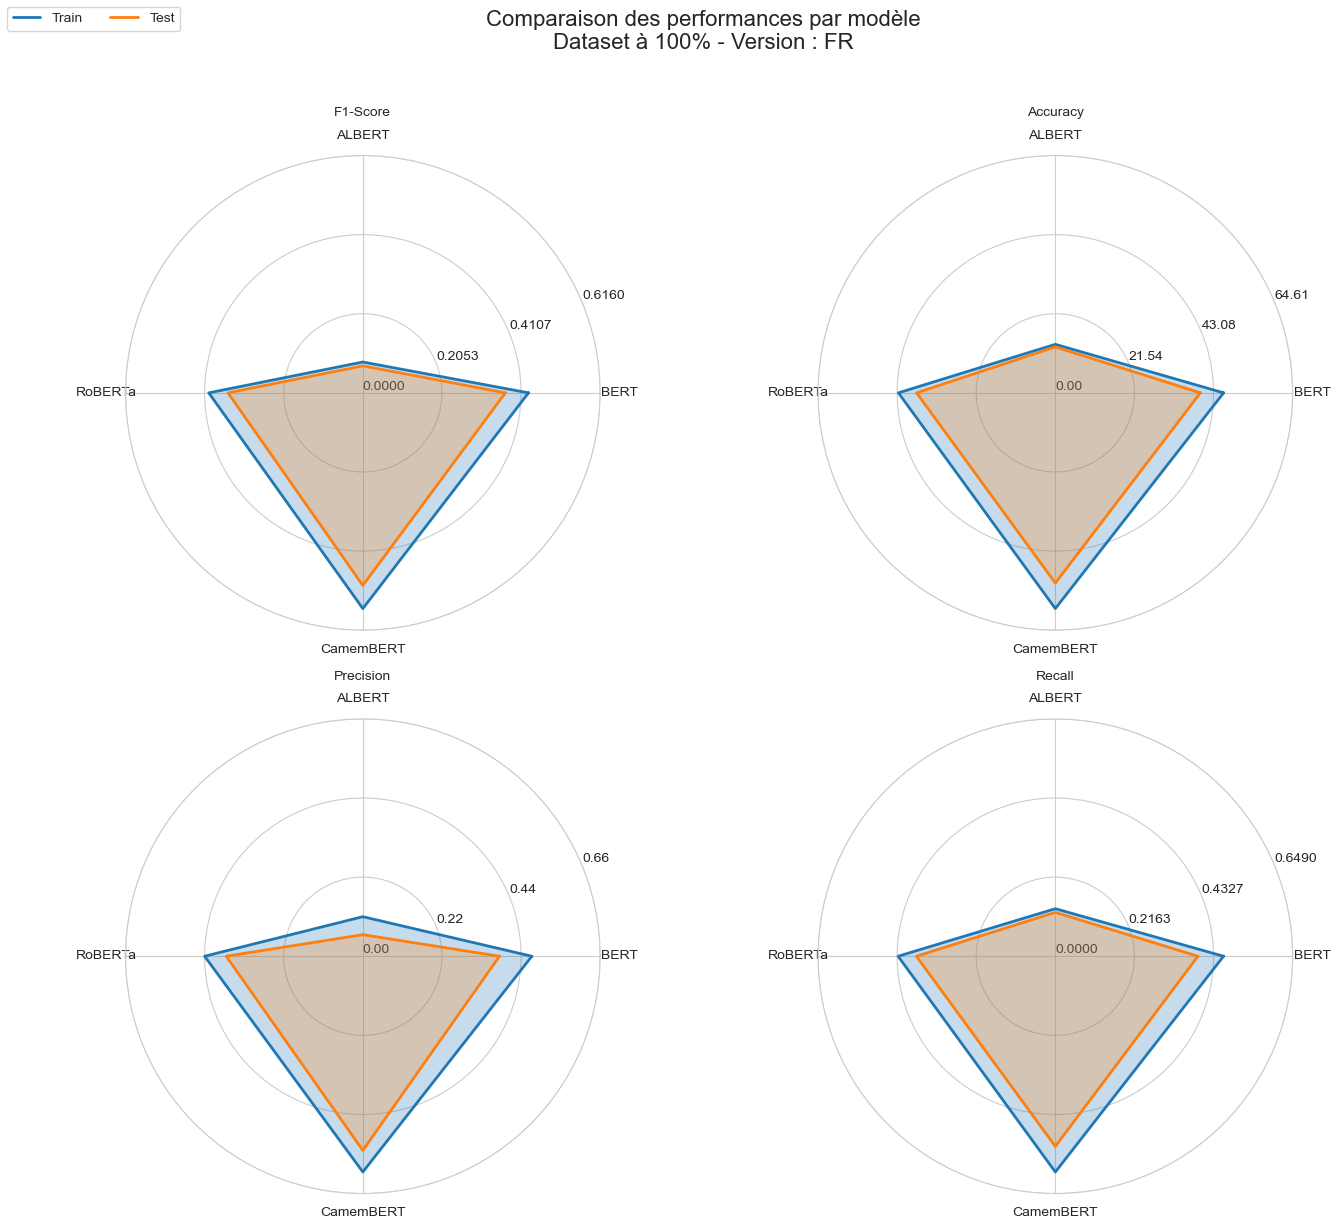 Train
Test
Comparaison des performances par modèle
Dataset à 100% - Version : FR
F1-Score
ALBERT
0.6160
0.4107
0.2053
0.0000
RoBERTa
BERT
CamemBERT
Accuracy
ALBERT
64.61
43.08
21.54
0.00
RoBERTa
BERT
CamemBERT
Precision
ALBERT
0.66
0.44
0.22
0.00
RoBERTa
BERT
CamemBERT
Recall
ALBERT
0.6490
0.4327
0.2163
0.0000
RoBERTa
BERT
CamemBERT